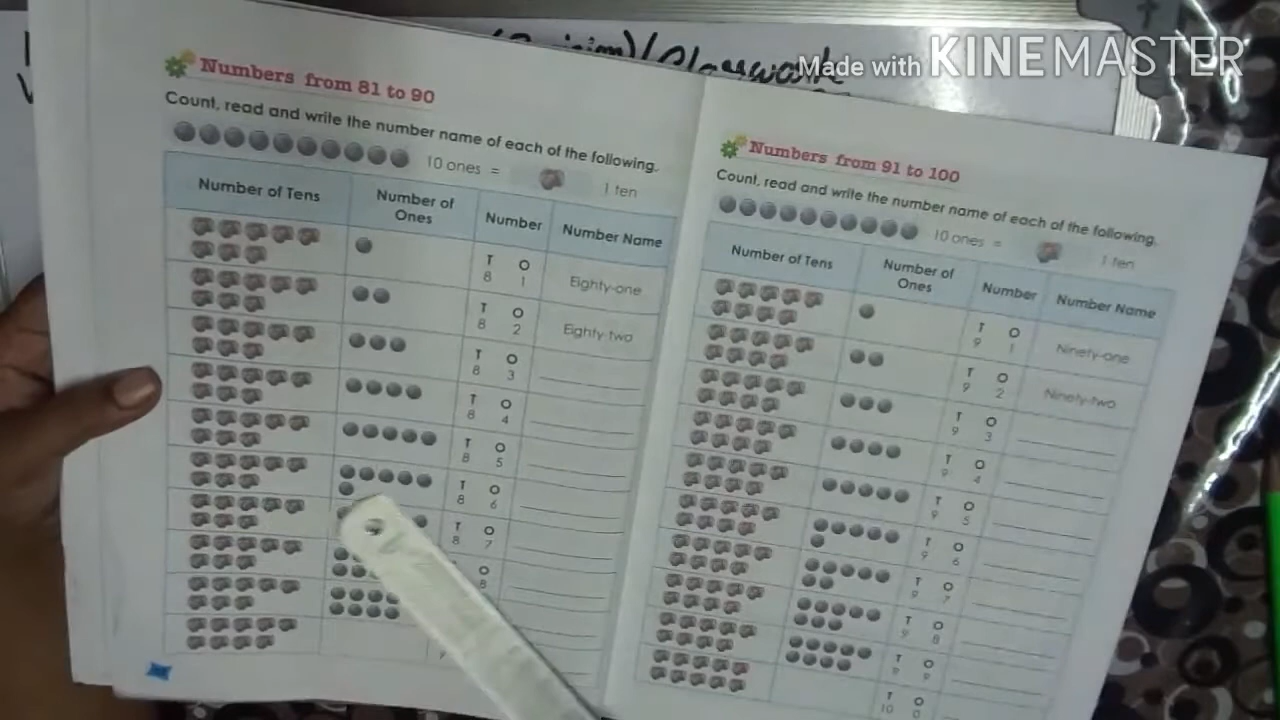 (Revision)/Classwork
Made with KINEMASTER
Numbers from 81 to 90
Count, read and write the number name of each of the following.
10 ones = 1 ten
Number of Tens Number of Ones Number Number Name
T O
8 1 Eighty-one
T O
8 2 Eighty-two
T O
8 3
T O
8 4
T O
8 5
T O
8 6
T O
8 7
O
8
9
Numbers from 91 to 100
Count, read and write the number name of each of the following.
10 ones = 1 ten
Number of Tens Number of Ones Number Number Name
T O
9 1 Ninety-one
T O
9 2 Ninety-two
T O
9 3
T O
9 4
T O
9 5
T O
9 6
T O
9 7
T O
9 8
T O
9 9
T O
10 0